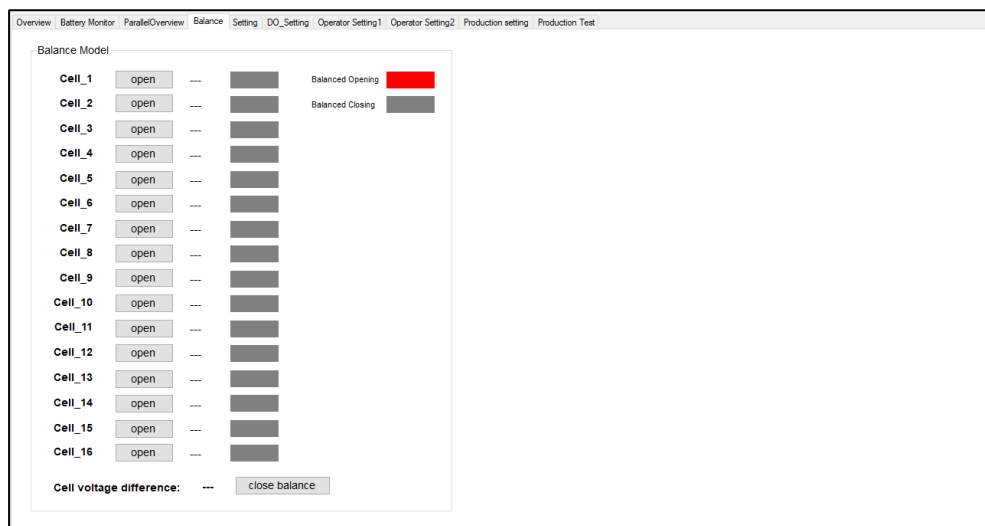 Overview Battery Monitor ParallelOverview Balance Setting DO_Setting Operator Setting1 Operator Setting2 Production setting Production Test
Balance Model
Cell_1 open --- Balanced Opening
Cell_2 open --- Balanced Closing
Cell_3 open ---
Cell_4 open ---
Cell_5 open ---
Cell_6 open ---
Cell_7 open ---
Cell_8 open ---
Cell_9 open ---
Cell_10 open ---
Cell_11 open ---
Cell_12 open ---
Cell_13 open ---
Cell_14 open ---
Cell_15 open ---
Cell_16 open ---
Cell voltage difference: --- close balance